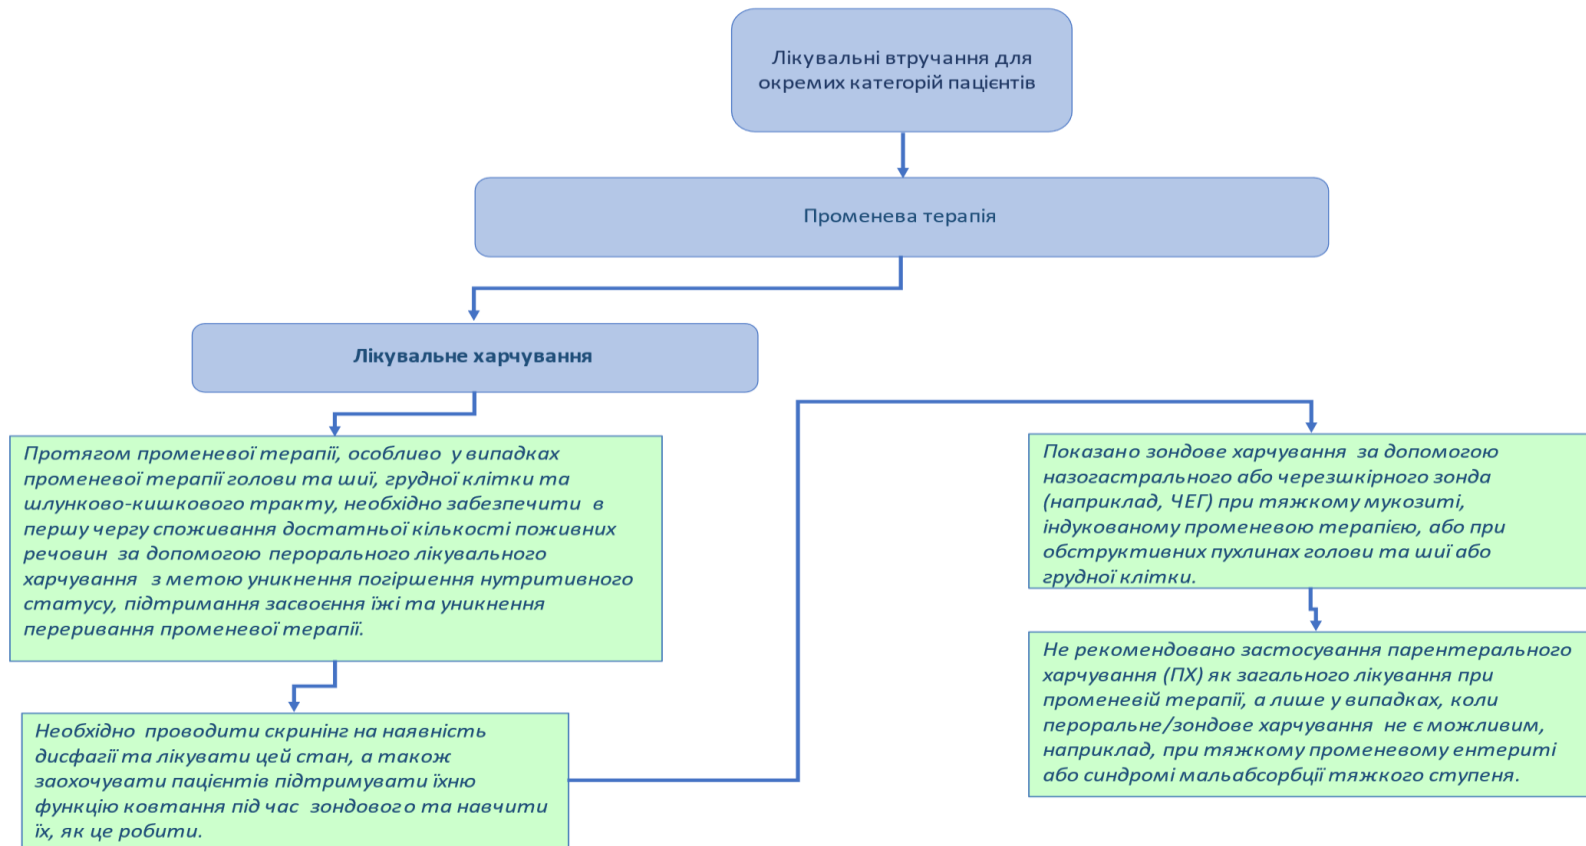 Лікувальні втручання для
окремих категорій пацієнтів
Променева терапія
Лікувальне харчування
Протягом променевої терапії, особливо у випадках
променевої терапії голови та шиї, грудної клітки та
шлунково-кишкового тракту, необхідно забезпечити в
першу чергу споживання достатньої кількості поживних
речовин за допомогою перорального лікувального
харчування з метою уникнення погіршення нутритивного
статусу, підтримання засвоєння їжі та уникнення
переривання променевої терапії.
Необхідно проводити скринінг на наявність
дисфагії та лікувати цей стан, а також
заохочувати пацієнтів підтримувати їхню
функцію ковтання під час зондового та навчити
їх, як це робити.
Показано зондове харчування за допомогою
назогастрального або черезшкірного зонда
(наприклад, ЧЕГ) при тяжкому мукозиті,
індукованому променевою терапією, або при
обструктивних пухлинах голови та шиї або
грудної клітки.
Не рекомендовано застосування парентерального
харчування (ПХ) як загального лікування при
променевій терапії, а лише у випадках, коли
пероральне/зондове харчування не є можливим,
наприклад, при тяжкому променевому ентериті
або синдромі мальабсорбції тяжкого ступеня.